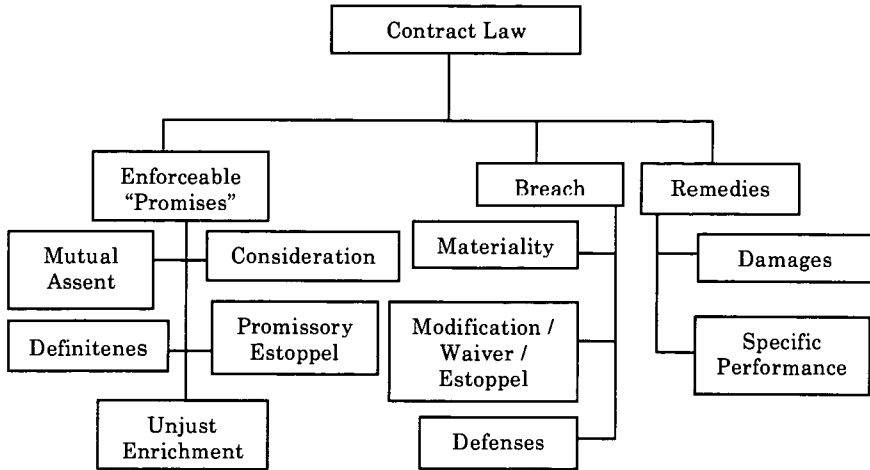 Contract Law
Enforceable
“Promises”
Breach
Remedies
Mutual
Assent
Consideration
Materiality
Damages
Definitenes
Promissory
Estoppel
Modification /
Waiver /
Estoppel
Specific
Performance
Unjust
Enrichment
Defenses